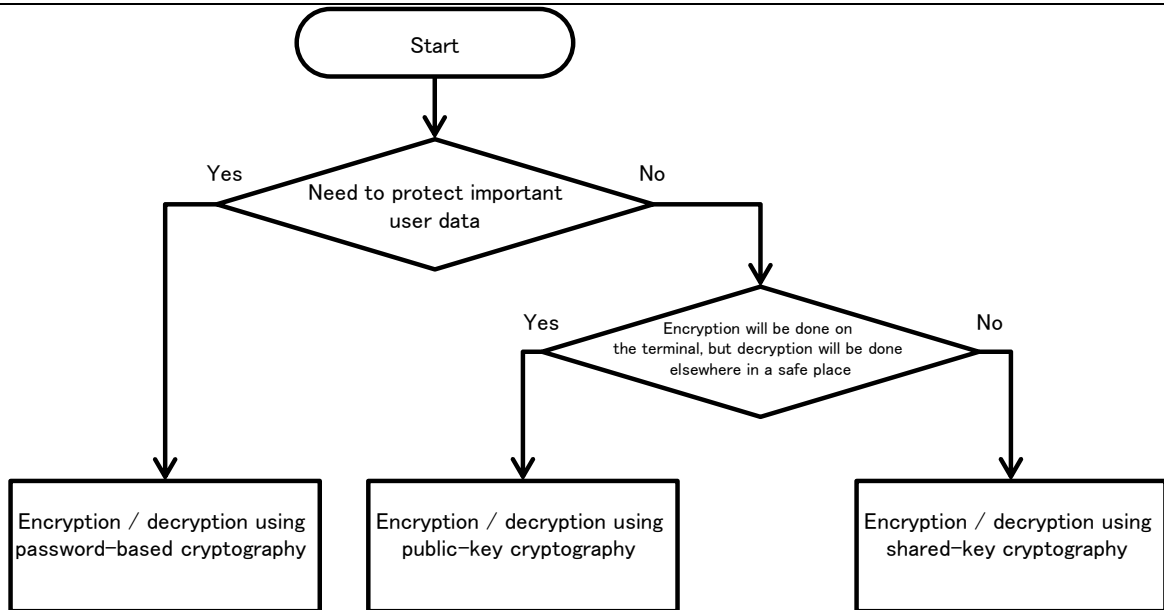 Start
Yes
No
Need to protect important
user data
Yes
No
Encryption will be done on
the terminal, but decryption will be done
elsewhere in a safe place
Encryption / decryption using
password-based cryptography
Encryption / decryption using
public-key cryptography
Encryption / decryption using
shared-key cryptography